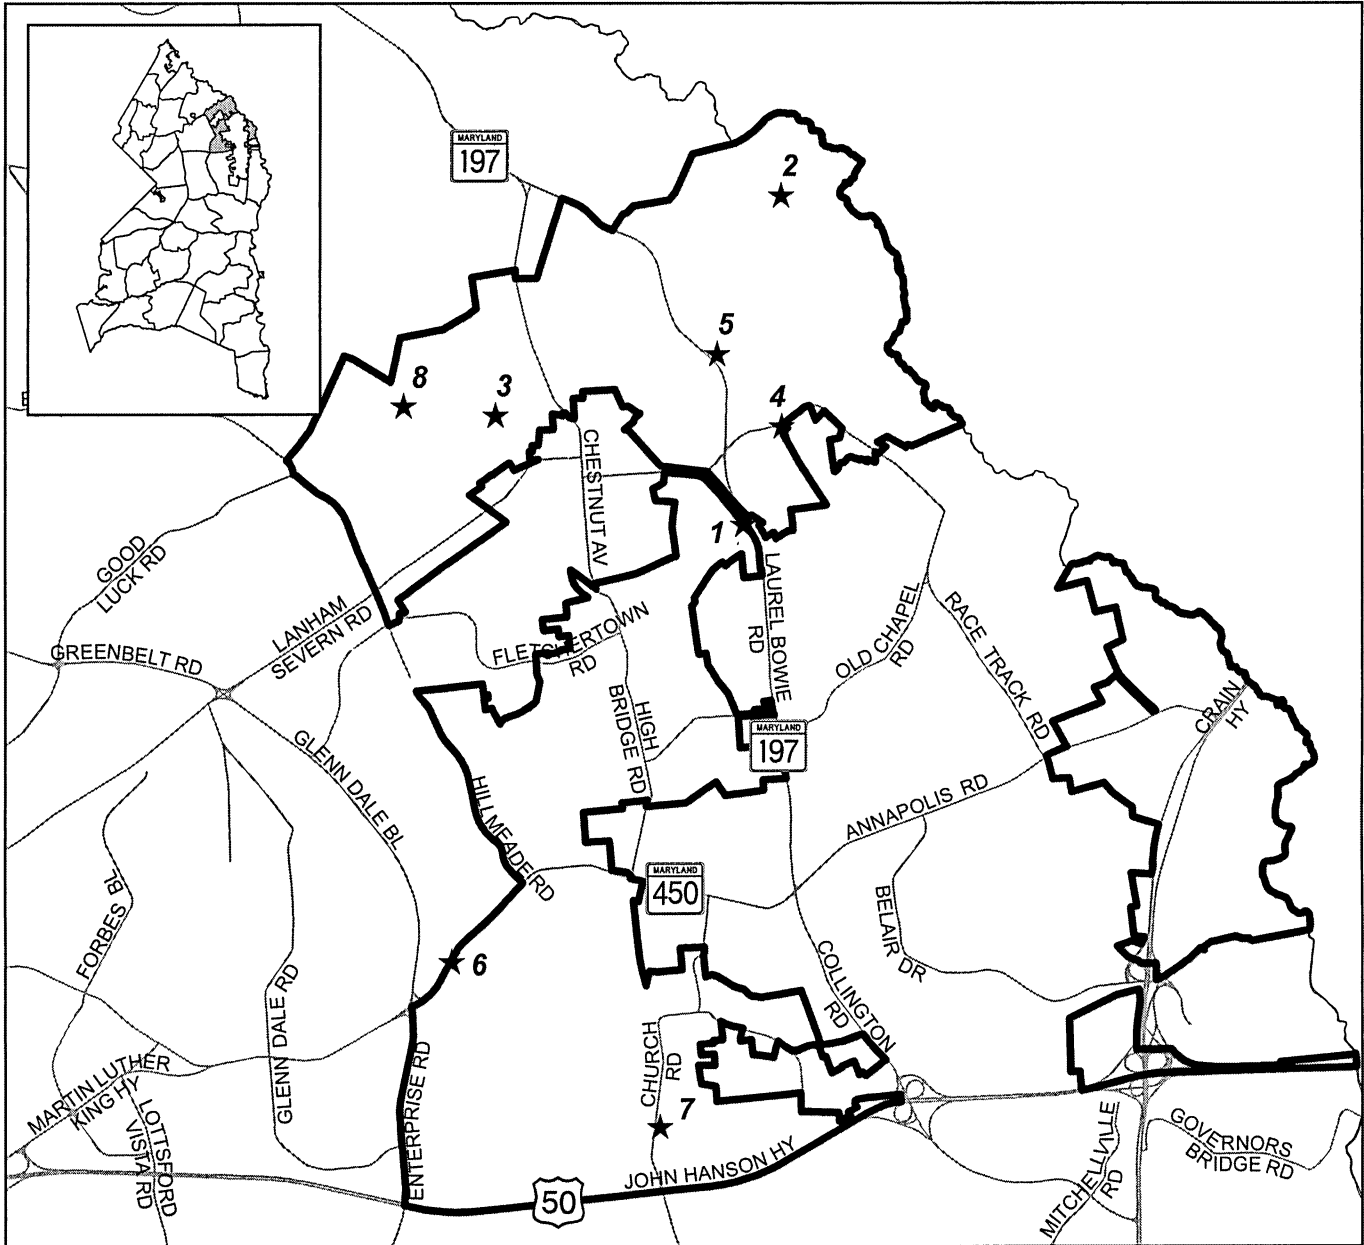 MARYLAND
197
2
5
8
3
4
1
CHESTNUT AV
GOOD
LUCK RD
LANHAM
SEVERN RD
GREENBELT RD
FLETCHERTOWN
RD
LAUREL BOWIE
RD
OLD CHAPEL
RD
RACE TRACK RD
CRAIN
HY
HIGH
BRIDGE RD
MARYLAND
197
GLENN DALE BL
HILLMEADE RD
ANNAPOLIS RD
MARYLAND
450
BELAIR DR
FORBES BL
6
COLLINGTON
RD
GLENN DALE RD
ENTERPRISE RD
CHURCH
RD
7
MARTIN LUTHER
KING HY
LOTTSFORD
VISTA RD
JOHN HANSON HY
50
MITCHELLVILLE
RD
GOVERNORS
BRIDGE RD